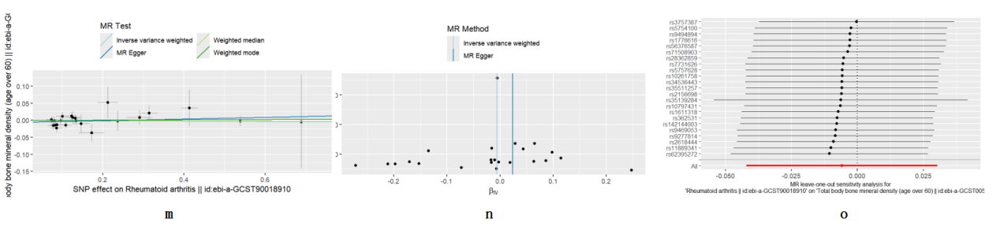 MR Test
Inverse variance weighted
Weighted median
MR Egger
Weighted mode
ody bone mineral density (age over 60) || id:ebi-a-G
0.10
0.05
0.00
-0.05
-0.10
-0.15
0.2
0.4
0.6
SNP effect on Rheumatoid arthritis || id:ebi-a-GCST90018910
m
MR Method
Inverse variance weighted
MR Egger
-0.2
-0.1
0.0
0.1
0.2
βIV
n
rs3757387
rs5754100
rs9494894
rs1776616
rs56376587
rs71508903
rs28362859
rs7731626
rs5757628
rs10261758
rs34536443
rs35511257
rs2156698
rs35139284
rs10797431
rs1611318
rs362531
rs142144003
rs9469053
rs9277814
rs2618444
rs11889341
rs62395272
All
-0.050
-0.025
0.000
0.025
MR leave-one-out sensitivity analysis for
'Rheumatoid arthritis || id:ebi-a-GCST90018910' on 'Total body bone mineral density (age over 60) || id:ebi-a-GCST005
o